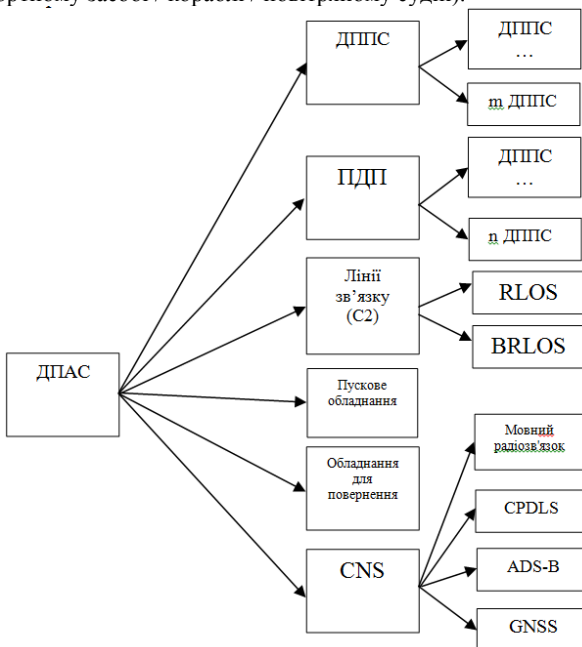 ДППС
ДППС
…
m ДППС
ПДП
ДППС
…
n ДППС
Лінії
зв’язку
(С2)
RLOS
BRLOS
ДПАС
Пускове
обладнання
Обладнання
для
повернення
CNS
Мовний
радіозв'язок
CPDLS
ADS-B
GNSS